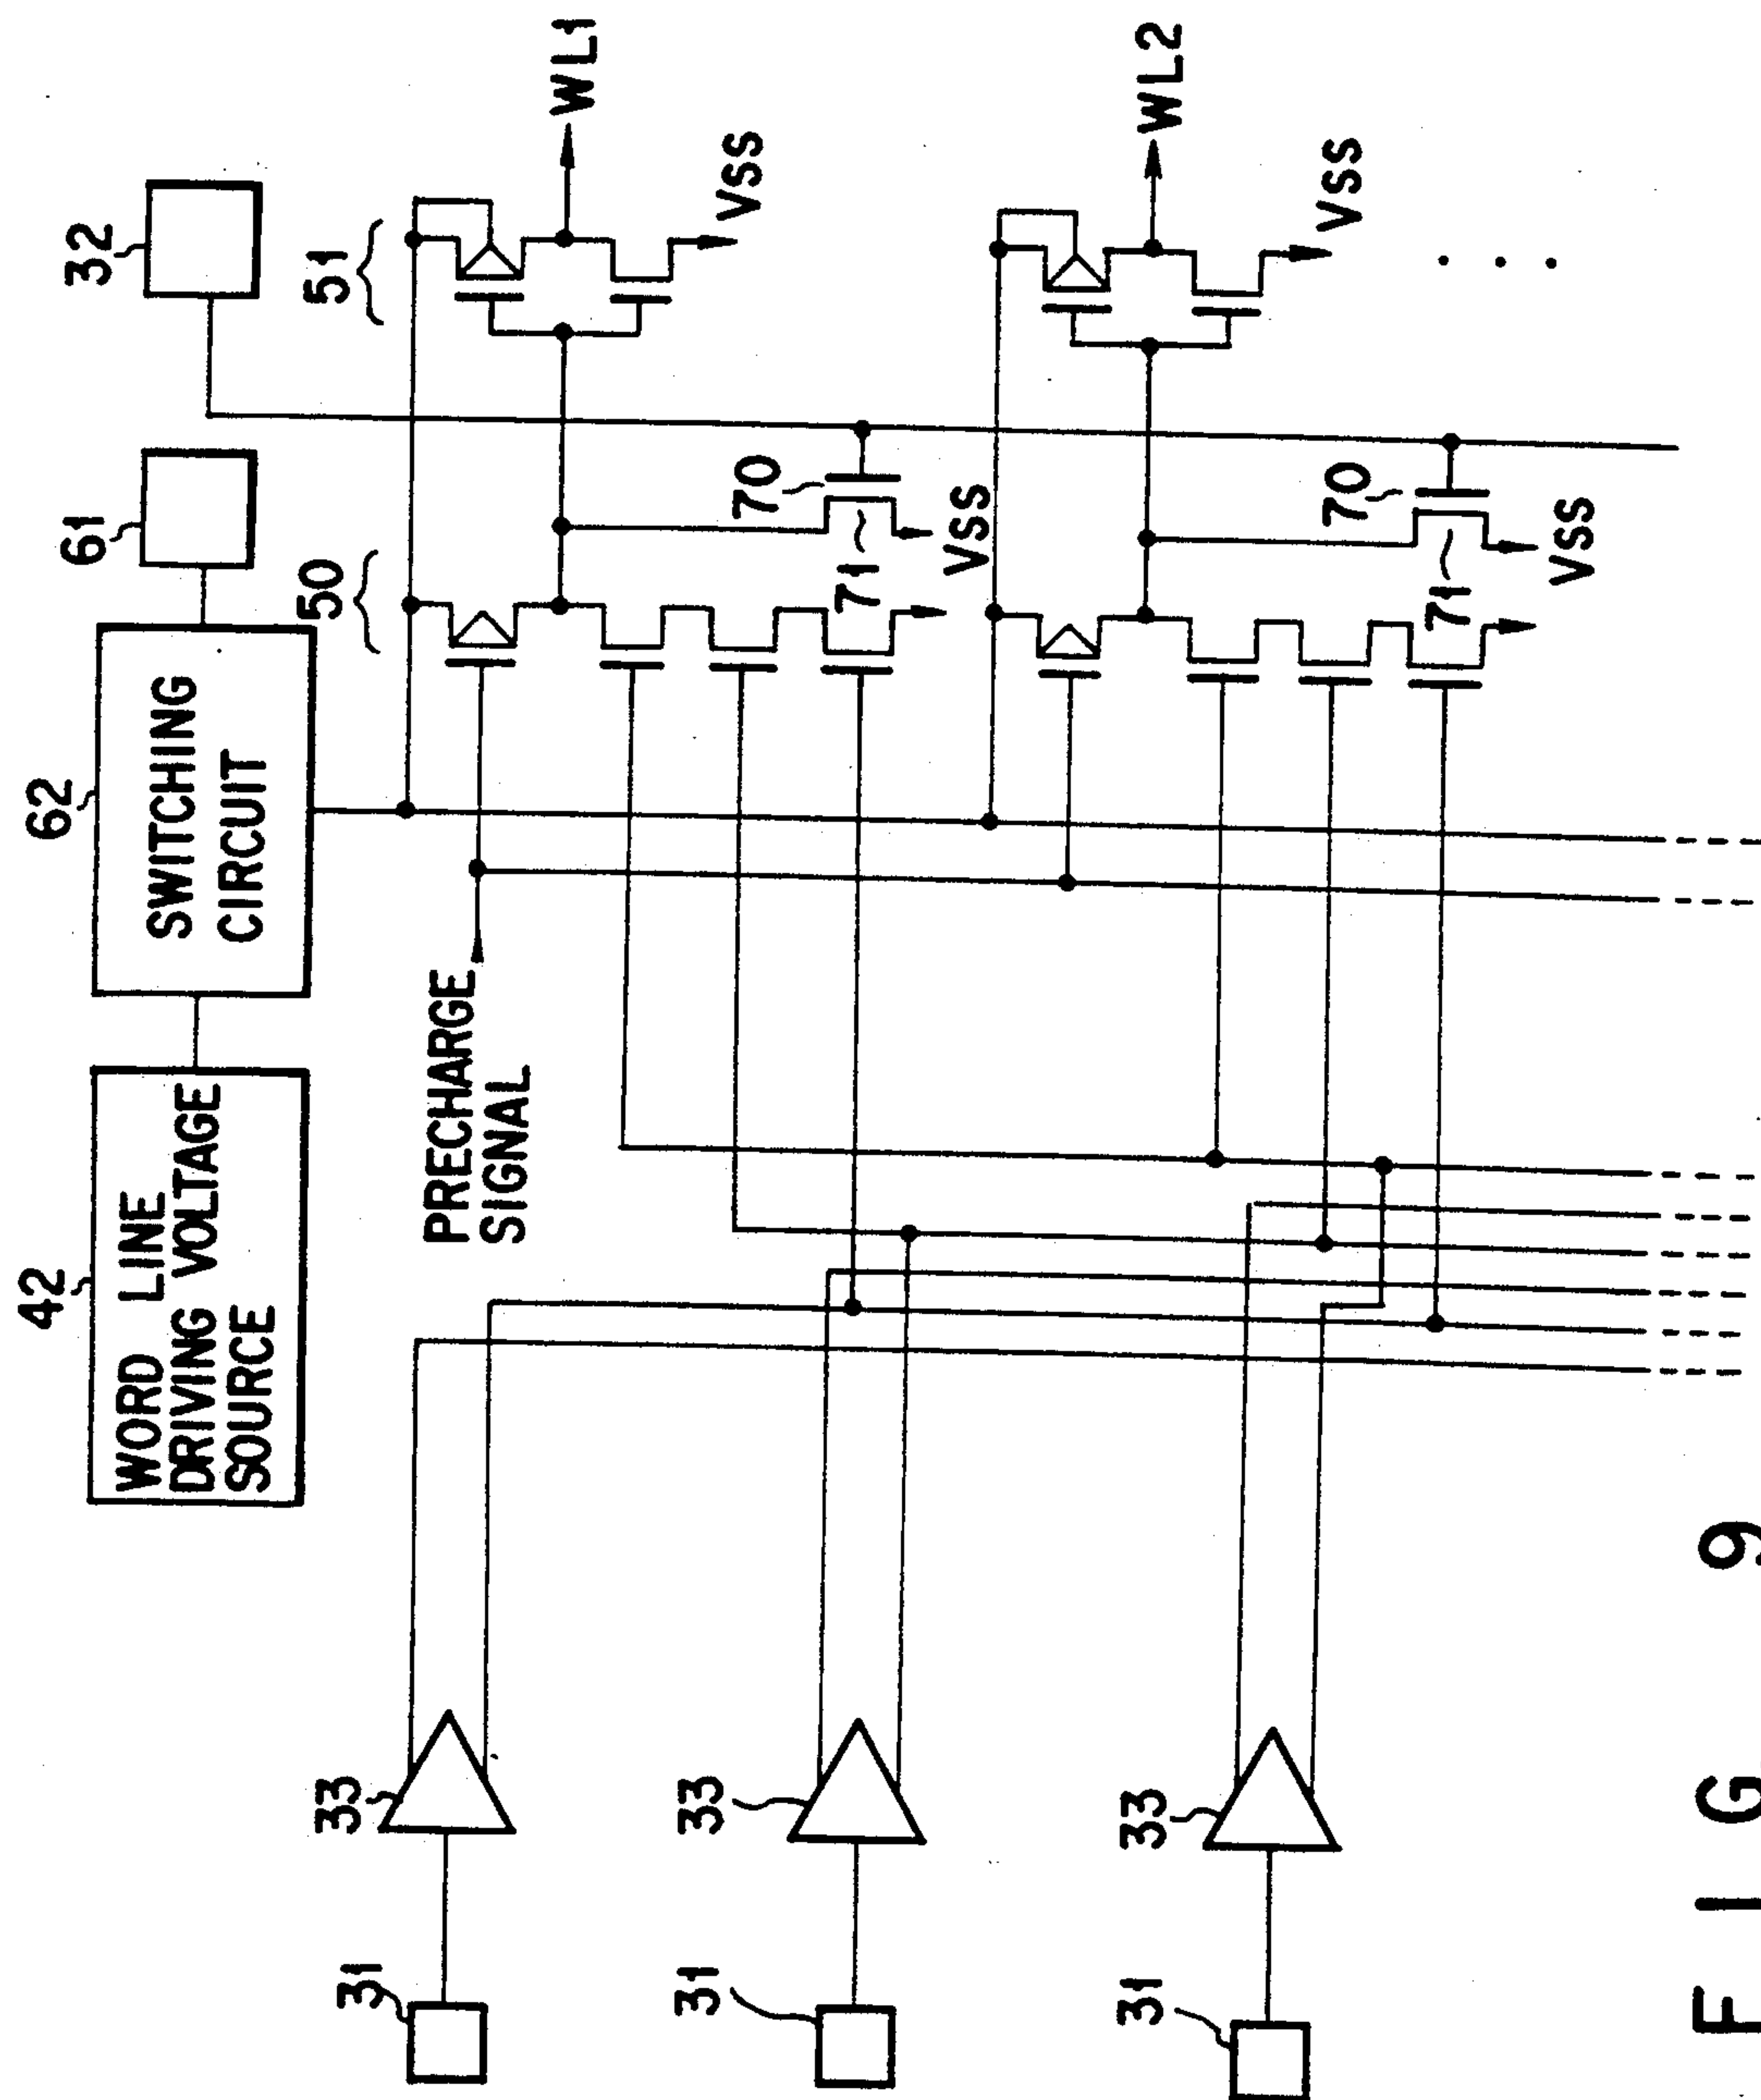 42
WORD LINE
DRIVING VOLTAGE
SOURCE
62
SWITCHING
CIRCUIT
61
32
PRECHARGE
SIGNAL
50
51
WL1
VSS
70
71
VSS
WL2
VSS
70
71
VSS
31
33
31
33
31
33
FIG. 9